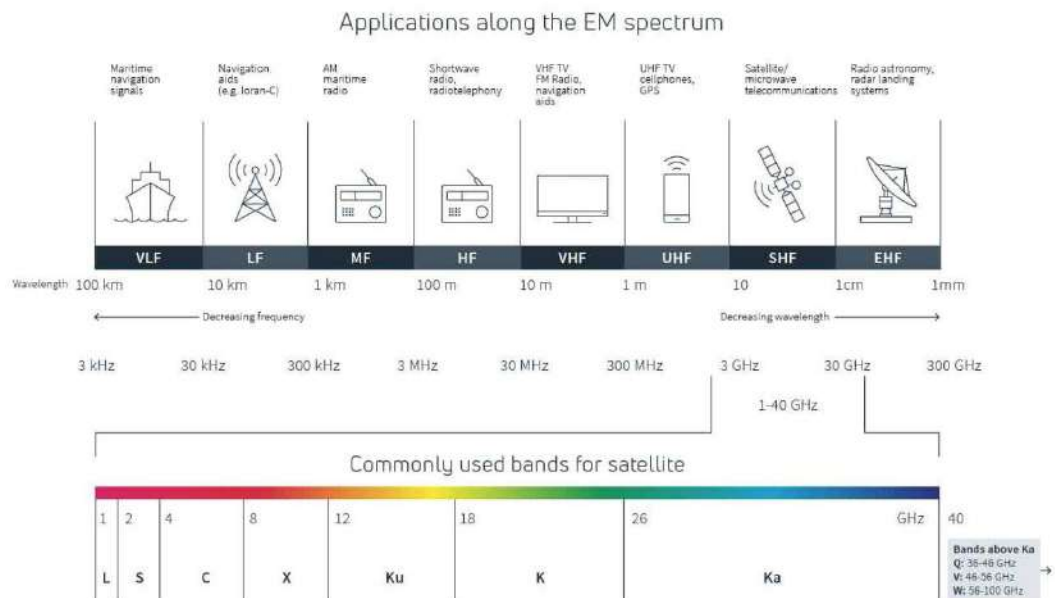 Applications along the EM spectrum
Maritime
navigation
signals
Navigation
aids
(e.g. loran-C)
AM
maritime
radio
Shortwave
radio,
radiotelephony
VHF TV
FM Radio,
navigation
aids
UHF TV
cellphones,
GPS
Satellite/
microwave
telecommunications
Radio astronomy,
radar landing
systems
VLF LF MF HF VHF UHF SHF EHF
Wavelength 100 km 10 km 1 km 100 m 10 m 1 m 10 1cm 1mm
Decreasing frequency Decreasing wavelength
3 kHz 30 kHz 300 kHz 3 MHz 30 MHz 300 MHz 3 GHz 30 GHz 300 GHz
1-40 GHz
Commonly used bands for satellite
1 2 4 8 12 18 26 GHz 40
L S C X Ku K Ka
Bands above Ka
Q: 36-46 GHz
V: 46-56 GHz
W: 56-100 GHz